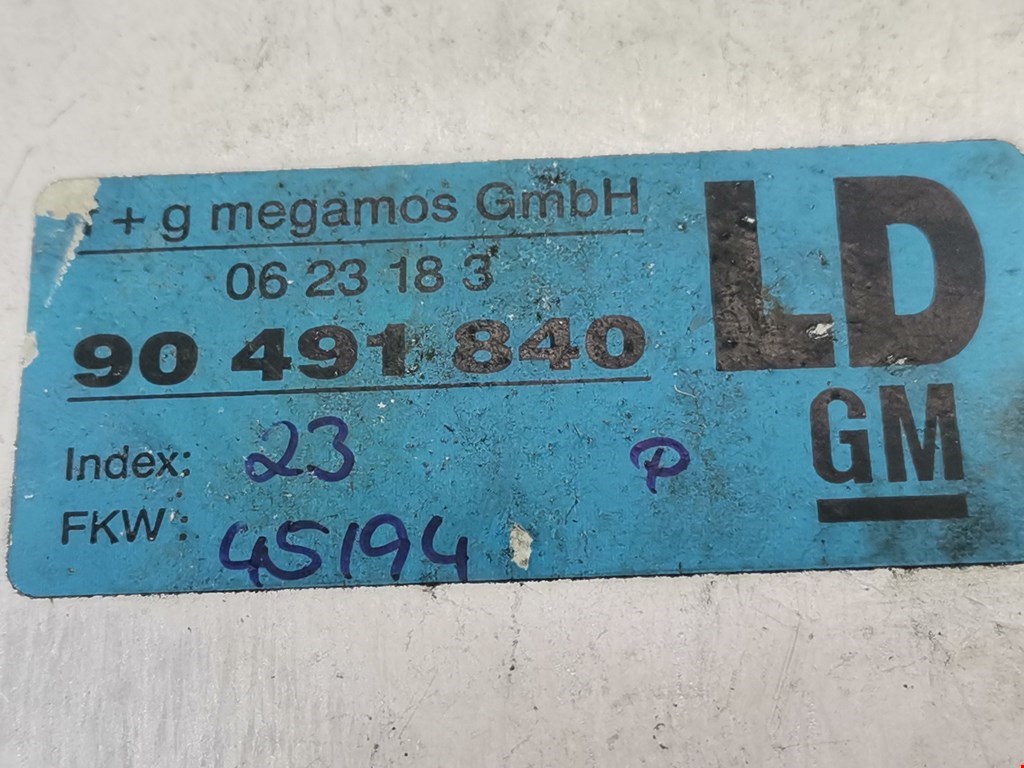 + g megamos GmbH
06 23 18 3
90 491 840
LD
GM
Index: 23 P
FKW: 45194